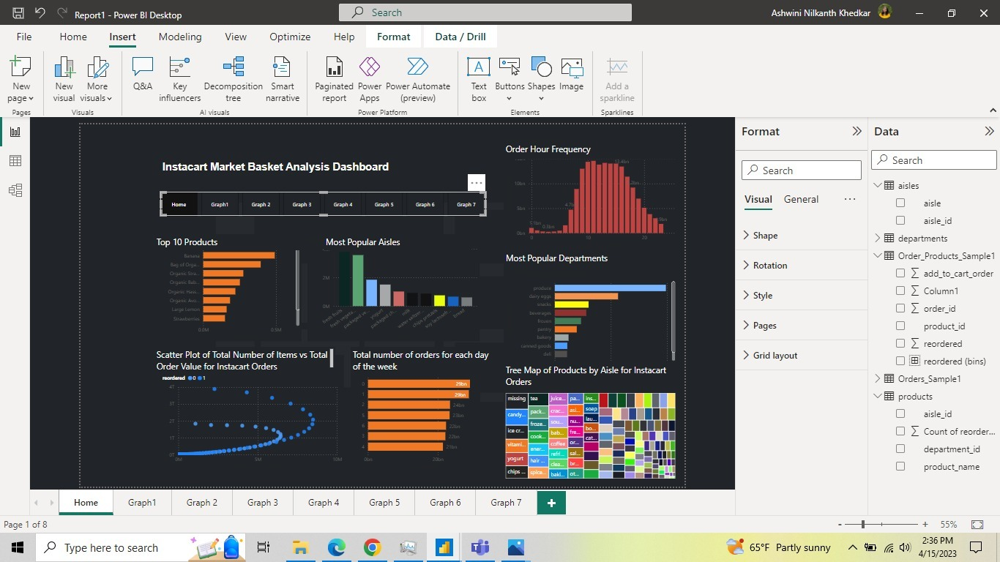 Report1 - Power BI Desktop
Search
Ashwini Nilkanth Khedkar
File Home Insert Modeling View Optimize Help Format Data / Drill
New page
New visual
More visuals
Q&A
Key influencers
Decomposition tree
Smart narrative
Paginated report
Power Apps
Power Automate (preview)
Text box
Buttons
Shapes
Image
Add a sparkline
Pages Visuals AI visuals Power Platform Elements Sparklines
Instacart Market Basket Analysis Dashboard
Home Graph1 Graph 2 Graph 3 Graph 4 Graph 5 Graph 6 Graph 7
Order Hour Frequency
13.4bn
10bn
5bn
0bn
0.3bn
0 10 20
Top 10 Products
Banana
Bag of Orga...
Organic Stra...
Organic Bab...
Organic Hass...
Organic Avo...
Large Lemon
Strawberries
0.0M 0.5M
Most Popular Aisles
2M
0M
fresh fruits
fresh vegeta...
packaged ve...
yogurt
packaged ch...
milk
water seltzer...
chips pretzels
soy lactosefr...
bread
Most Popular Departments
produce
dairy eggs
snacks
beverages
frozen
pantry
bakery
canned goods
deli
Scatter Plot of Total Number of Items vs Total
Order Value for Instacart Orders
reordered 0 1
4T
3T
2T
1T
0T
0M 5M 10M
Total number of orders for each day
of the week
0 29bn
1 29bn
2 24bn
5 23bn
6 22bn
3 22bn
4 21bn
0bn 20bn
Tree Map of Products by Aisle for Instacart
Orders
missing tea juice... pa... ins...
candy... pack... crac... asi... soap
ice cr... froze... sou... nu... lau...
vitami... cook... bab... fre... bo...
yogurt ener... coffee or... cat...
chips ... hair ... refri... sal...
spice... clea... br...
baki... ot...
Format
Search
Visual General
Shape
Rotation
Style
Pages
Grid layout
Data
Search
aisles
aisle
aisle_id
departments
Order_Products_Sample1
add_to_cart_order
Column1
order_id
product_id
reordered
reordered (bins)
Orders_Sample1
products
aisle_id
Count of reorder...
department_id
product_name
Home Graph1 Graph 2 Graph 3 Graph 4 Graph 5 Graph 6 Graph 7
Page 1 of 8
55%
Type here to search
65°F Partly sunny
2:36 PM
4/15/2023